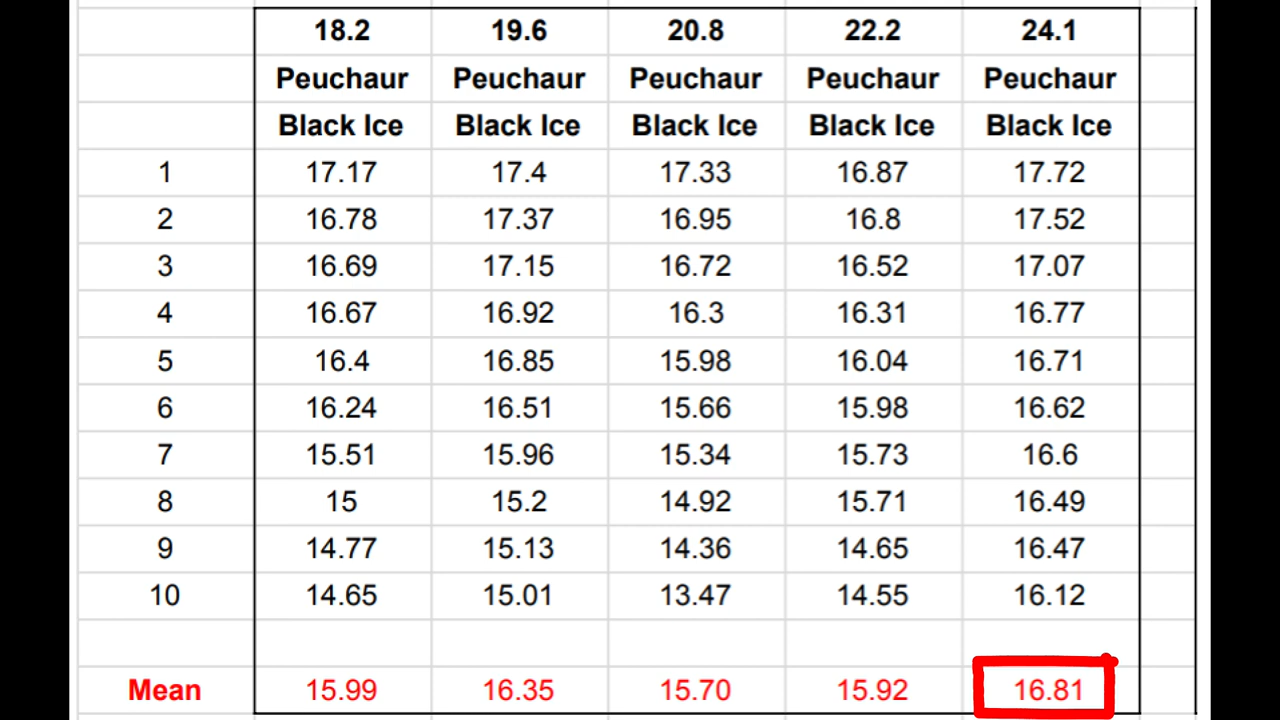 18.2 19.6 20.8 22.2 24.1
Peuchaur Peuchaur Peuchaur Peuchaur Peuchaur
Black Ice Black Ice Black Ice Black Ice Black Ice
1 17.17 17.4 17.33 16.87 17.72
2 16.78 17.37 16.95 16.8 17.52
3 16.69 17.15 16.72 16.52 17.07
4 16.67 16.92 16.3 16.31 16.77
5 16.4 16.85 15.98 16.04 16.71
6 16.24 16.51 15.66 15.98 16.62
7 15.51 15.96 15.34 15.73 16.6
8 15 15.2 14.92 15.71 16.49
9 14.77 15.13 14.36 14.65 16.47
10 14.65 15.01 13.47 14.55 16.12
Mean 15.99 16.35 15.70 15.92 16.81